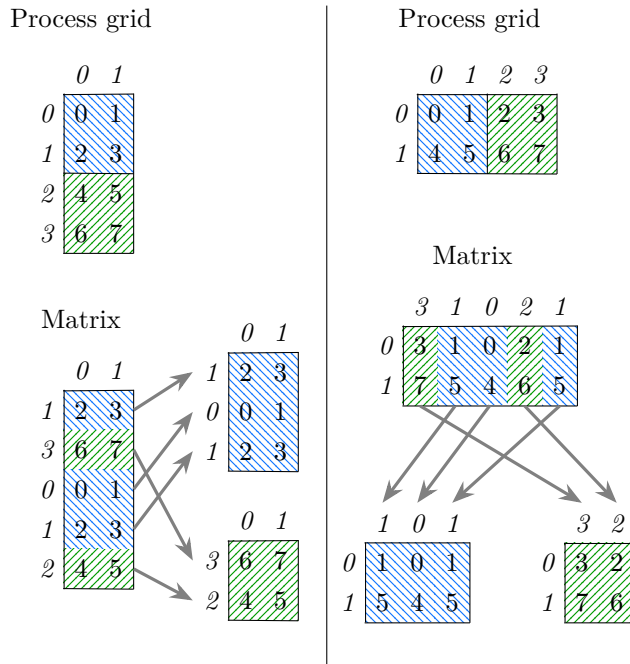 Process grid
0 1
0 0 1
1 2 3
2 4 5
3 6 7
Matrix
0 1
1 2 3
3 6 7
0 0 1
1 2 3
2 4 5
0 1
1 2 3
0 0 1
1 2 3
0 1
3 6 7
2 4 5
Process grid
0 1 2 3
0 0 1 2 3
1 4 5 6 7
Matrix
3 1 0 2 1
0 3 1 0 2 1
1 7 5 4 6 5
1 0 1
0 1 0 1
1 5 4 5
3 2
0 3 2
1 7 6